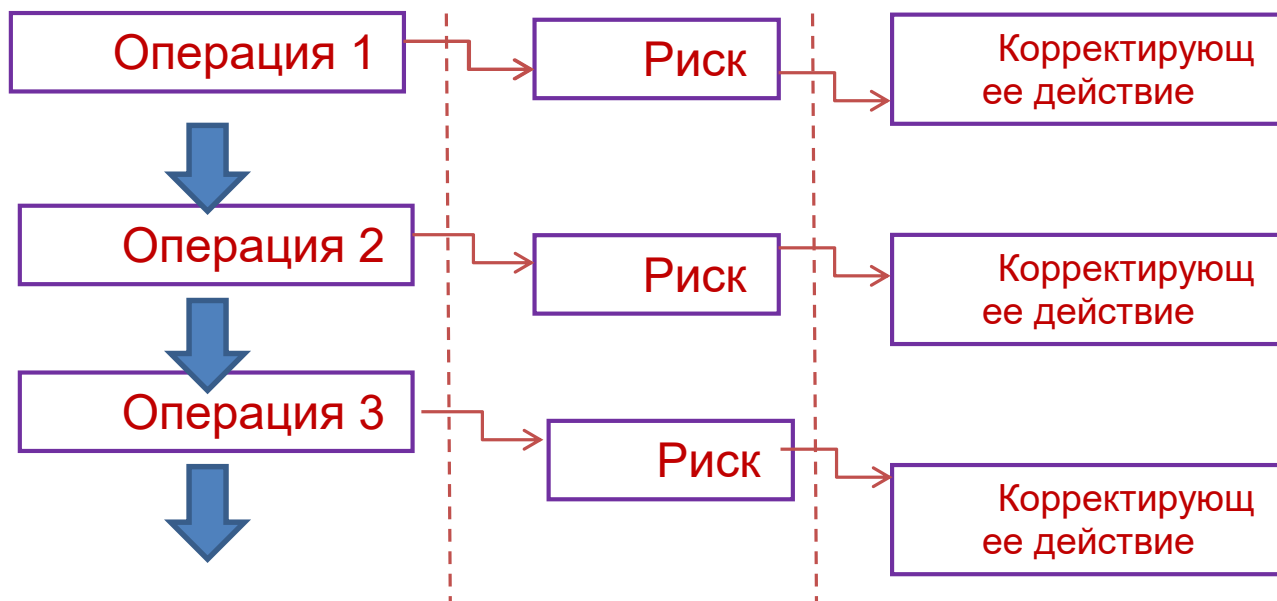 Операция 1
Риск
Корректирующ
ее действие
Операция 2
Риск
Корректирующ
ее действие
Операция 3
Риск
Корректирующ
ее действие